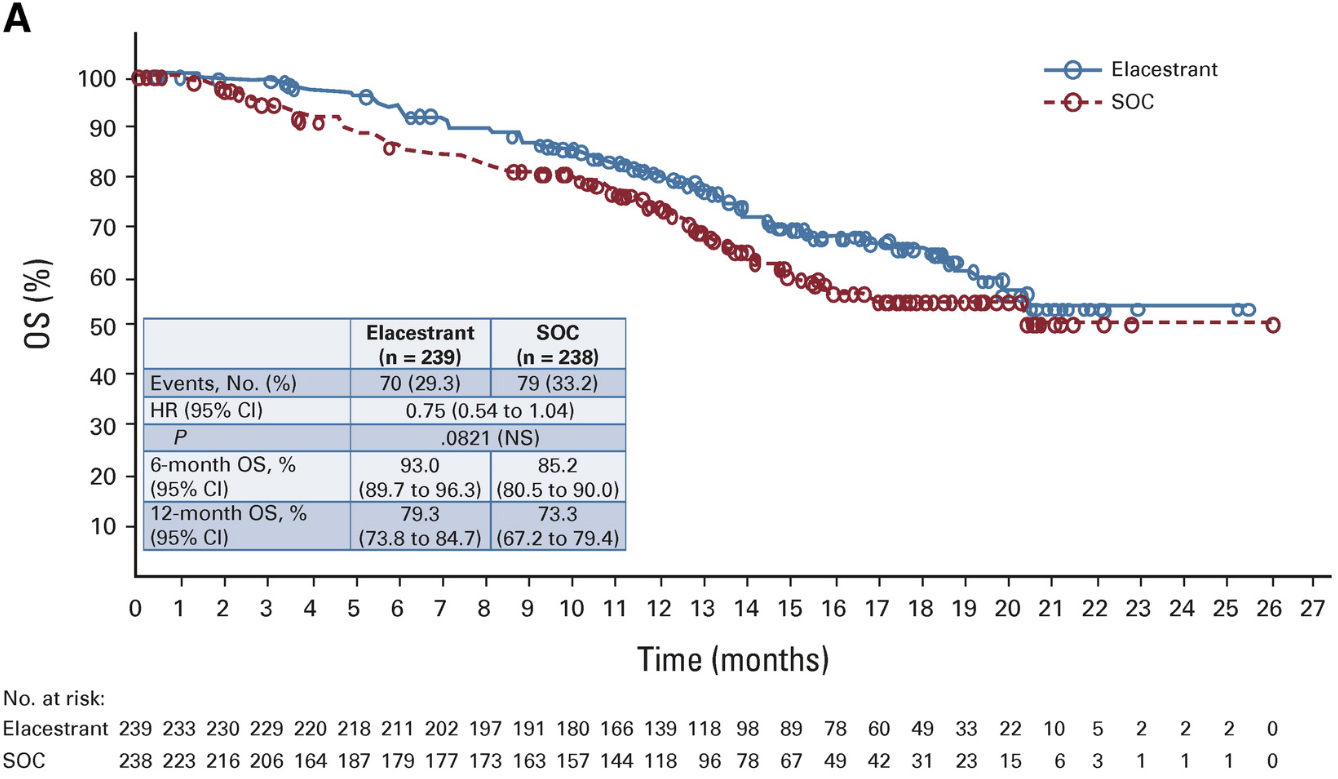 A
Elacestrant
SOC
OS (%)
100
90
80
70
60
50
40
30
20
10
Elacestrant (n = 239) SOC (n = 238)
Events, No. (%) 70 (29.3) 79 (33.2)
HR (95% CI) 0.75 (0.54 to 1.04)
P .0821 (NS)
6-month OS, % 93.0 85.2
(95% CI) (89.7 to 96.3) (80.5 to 90.0)
12-month OS, % 79.3 73.3
(95% CI) (73.8 to 84.7) (67.2 to 79.4)
0 1 2 3 4 5 6 7 8 9 10 11 12 13 14 15 16 17 18 19 20 21 22 23 24 25 26 27
Time (months)
No. at risk:
Elacestrant 239 233 230 229 220 218 211 202 197 191 180 166 139 118 98 89 78 60 49 33 22 10 5 2 2 2 0
SOC 238 223 216 206 164 187 179 177 173 163 157 144 118 96 78 67 49 42 31 23 15 6 3 1 1 1 0